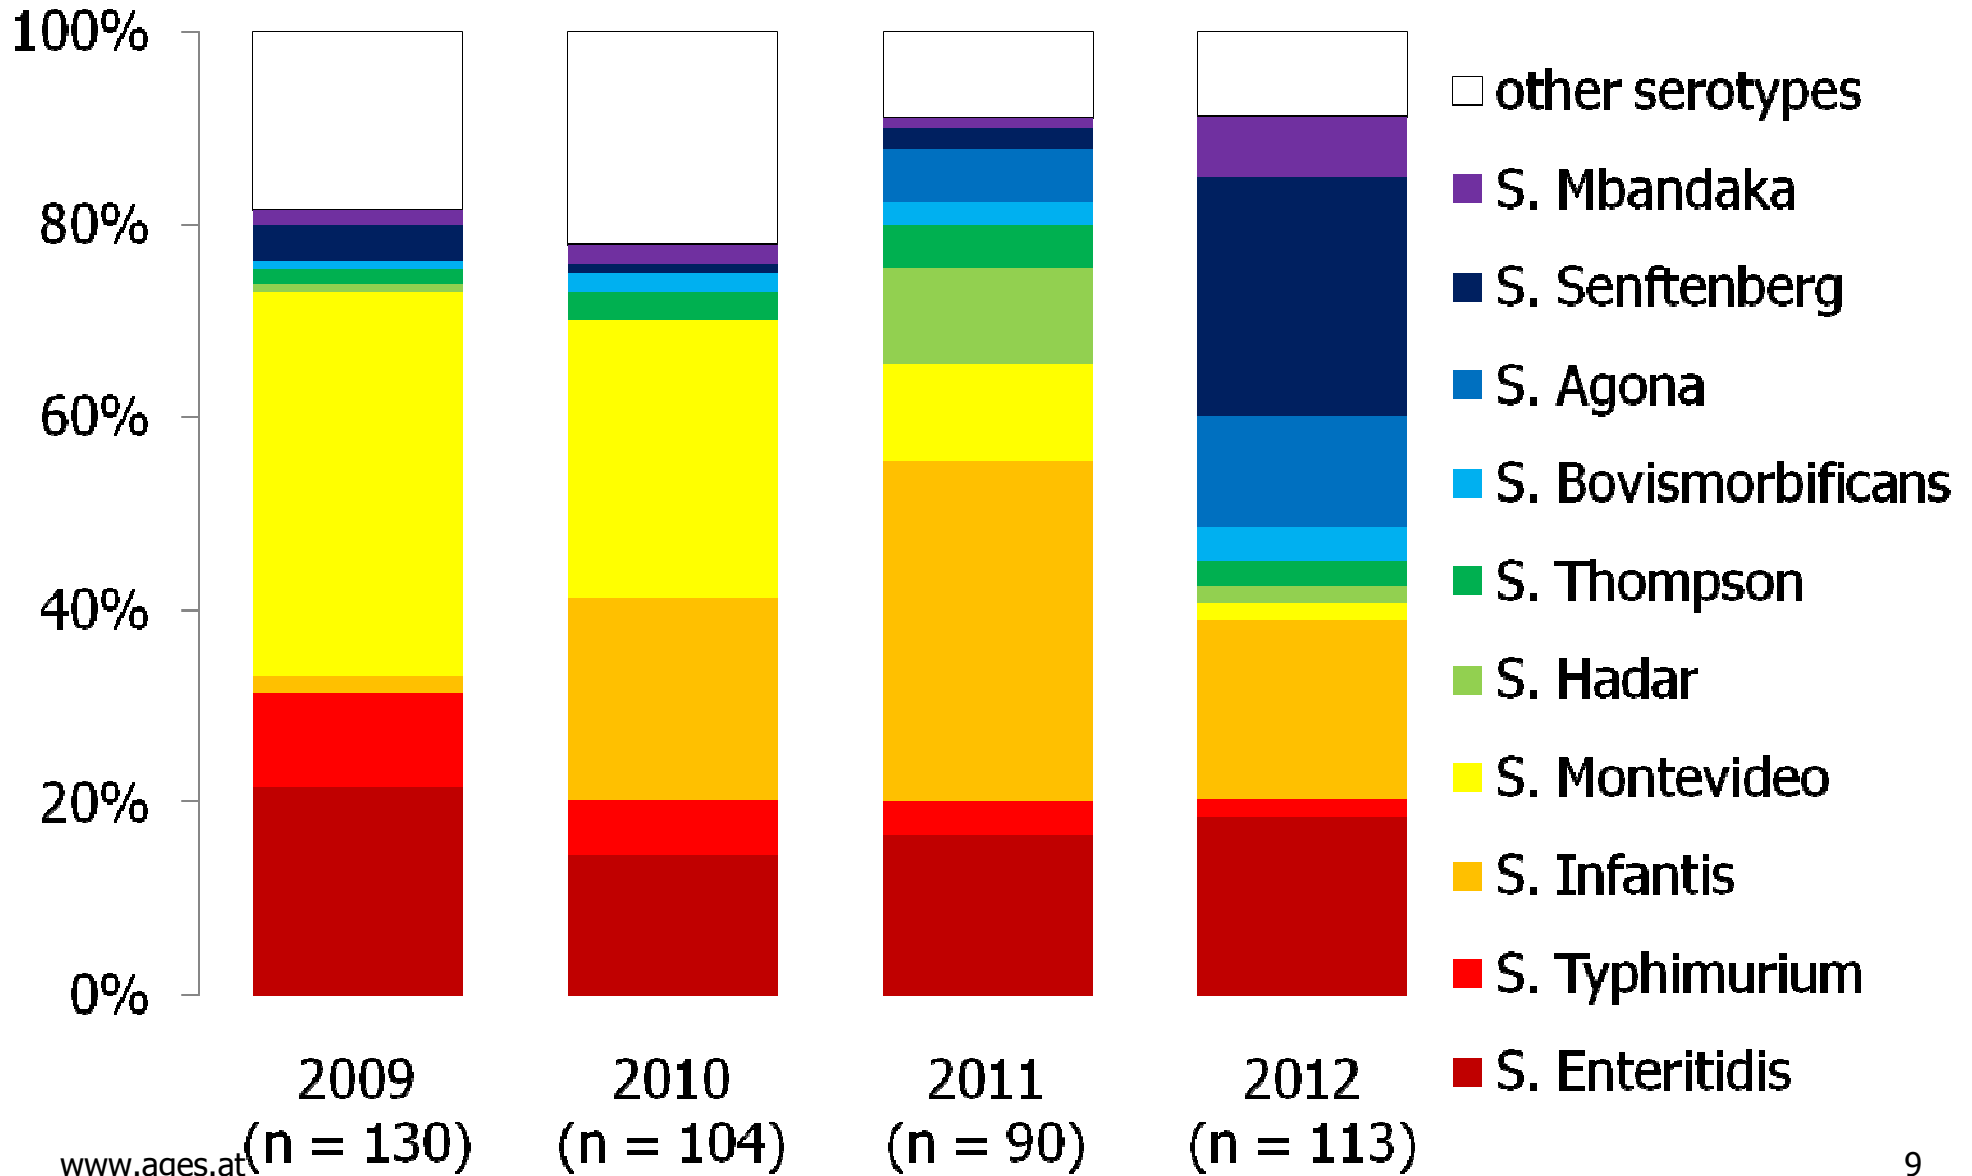 100%
80%
60%
40%
20%
0%
2009
(n = 130)
2010
(n = 104)
2011
(n = 90)
2012
(n = 113)
other serotypes
S. Mbandaka
S. Senftenberg
S. Agona
S. Bovismorbificans
S. Thompson
S. Hadar
S. Montevideo
S. Infantis
S. Typhimurium
S. Enteritidis
www.ages.at
9